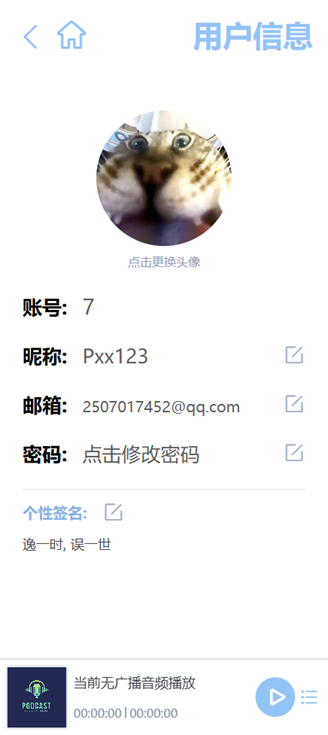 用户信息
点击更换头像
账号: 7
昵称: Pxx123
邮箱: 2507017452@qq.com
密码: 点击修改密码
个性签名:
逸一时, 误一世
当前无广播音频播放
PODCAST
00:00:00 | 00:00:00